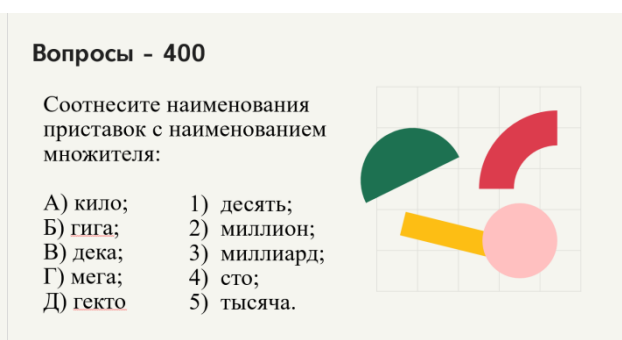 Вопросы - 400
Соотнесите наименования
приставок с наименованием
множителя:
А) кило; 1) десять;
Б) гига; 2) миллион;
В) дека; 3) миллиард;
Г) мега; 4) сто;
Д) гекто 5) тысяча.